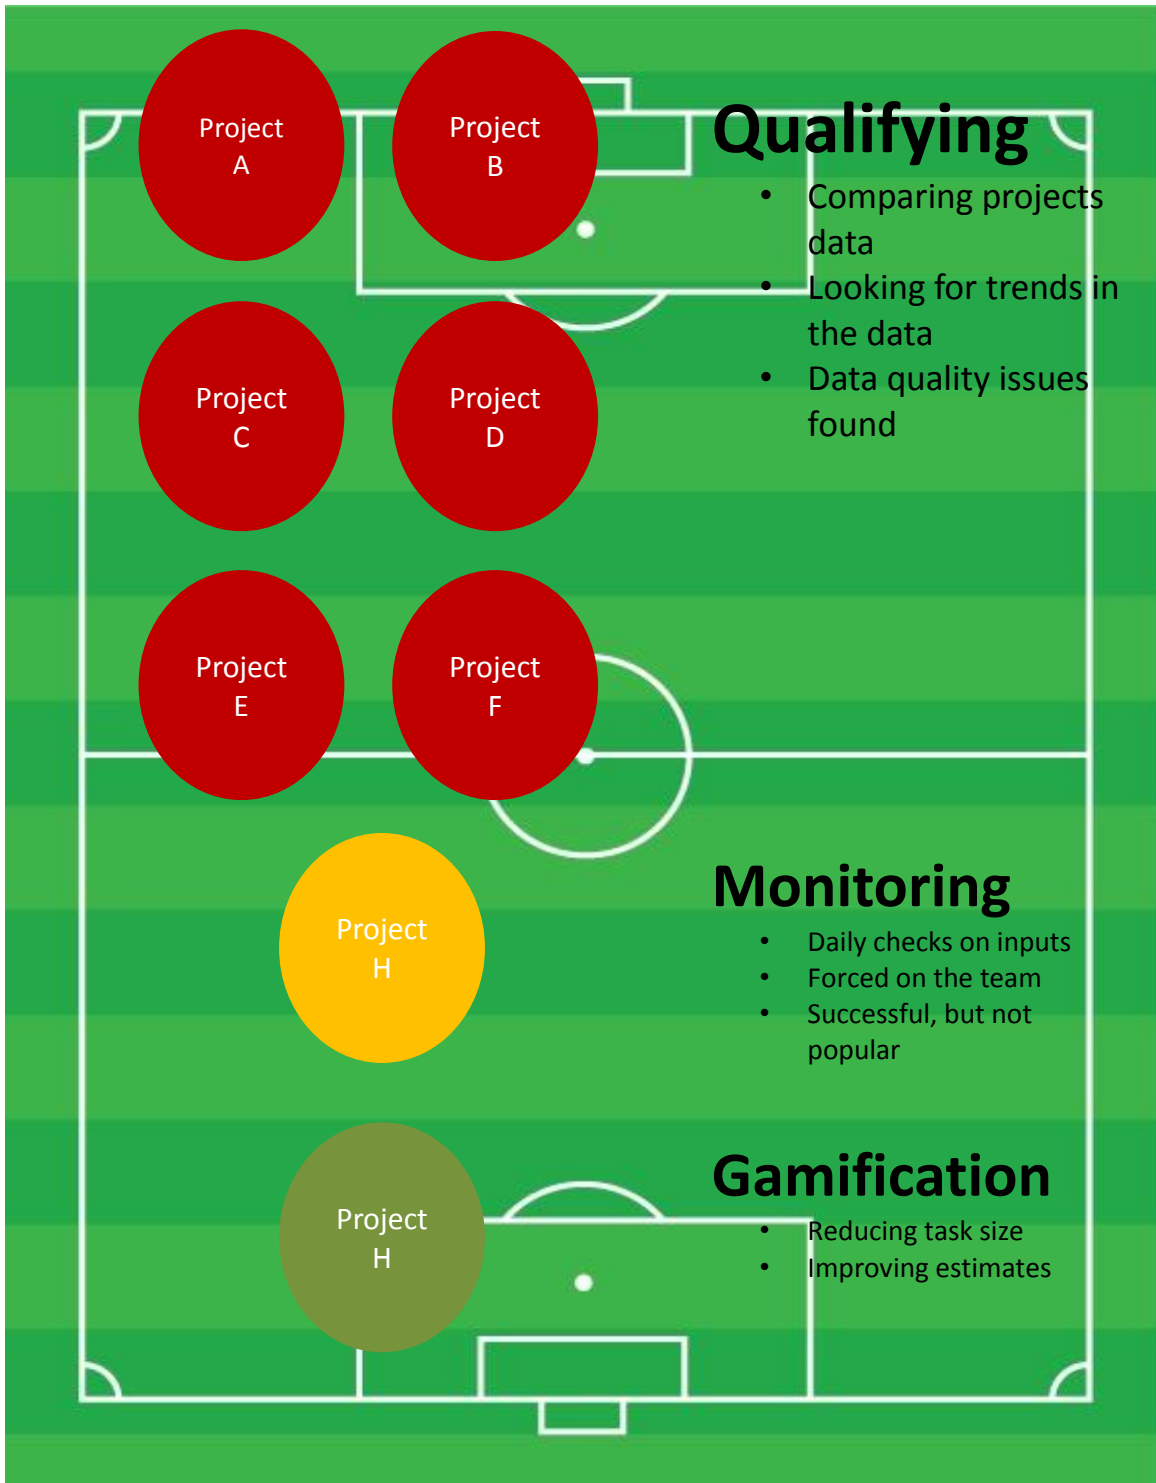 Project
A
Project
B
Qualifying
• Comparing projects
data
• Looking for trends in
the data
• Data quality issues
found
Project
C
Project
D
Project
E
Project
F
Project
H
Monitoring
• Daily checks on inputs
• Forced on the team
• Successful, but not
popular
Project
H
Gamification
• Reducing task size
• Improving estimates